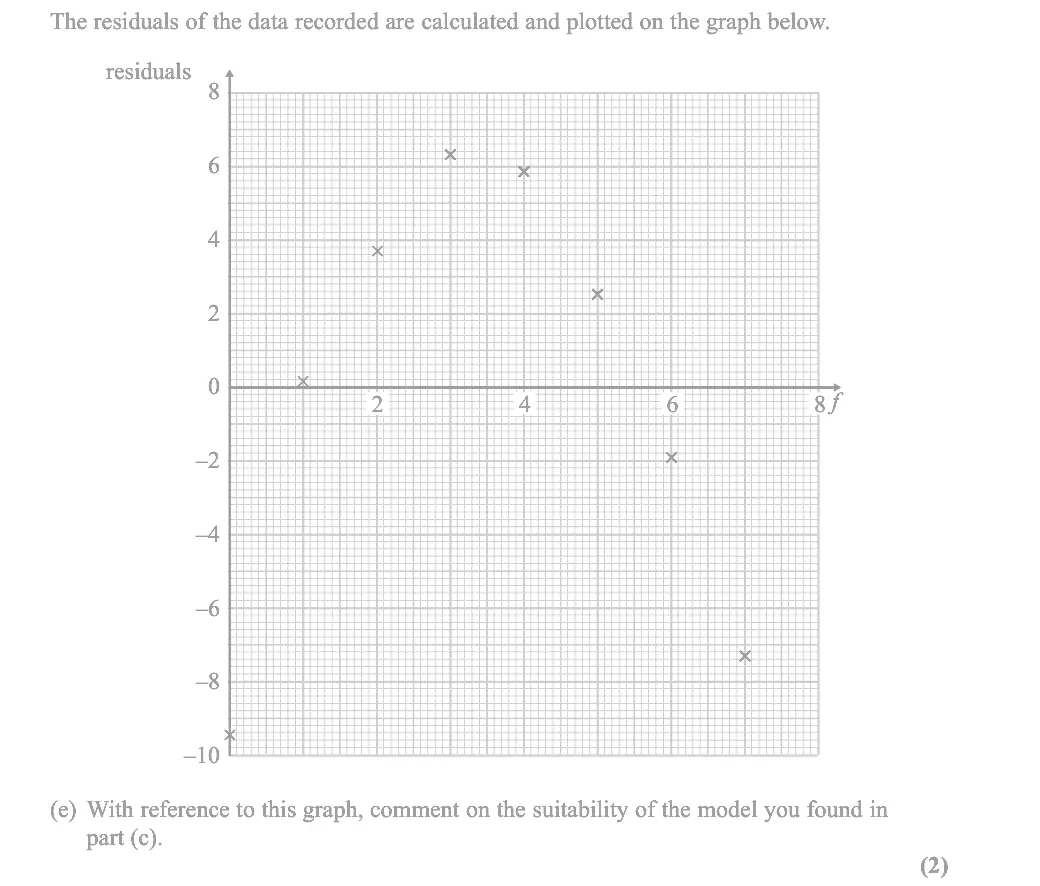 The residuals of the data recorded are calculated and plotted on the graph below.
residuals
8
6
4
2
0
2 4 6 8 f
–2
–4
–6
–8
–10
(e) With reference to this graph, comment on the suitability of the model you found in
part (c).
(2)